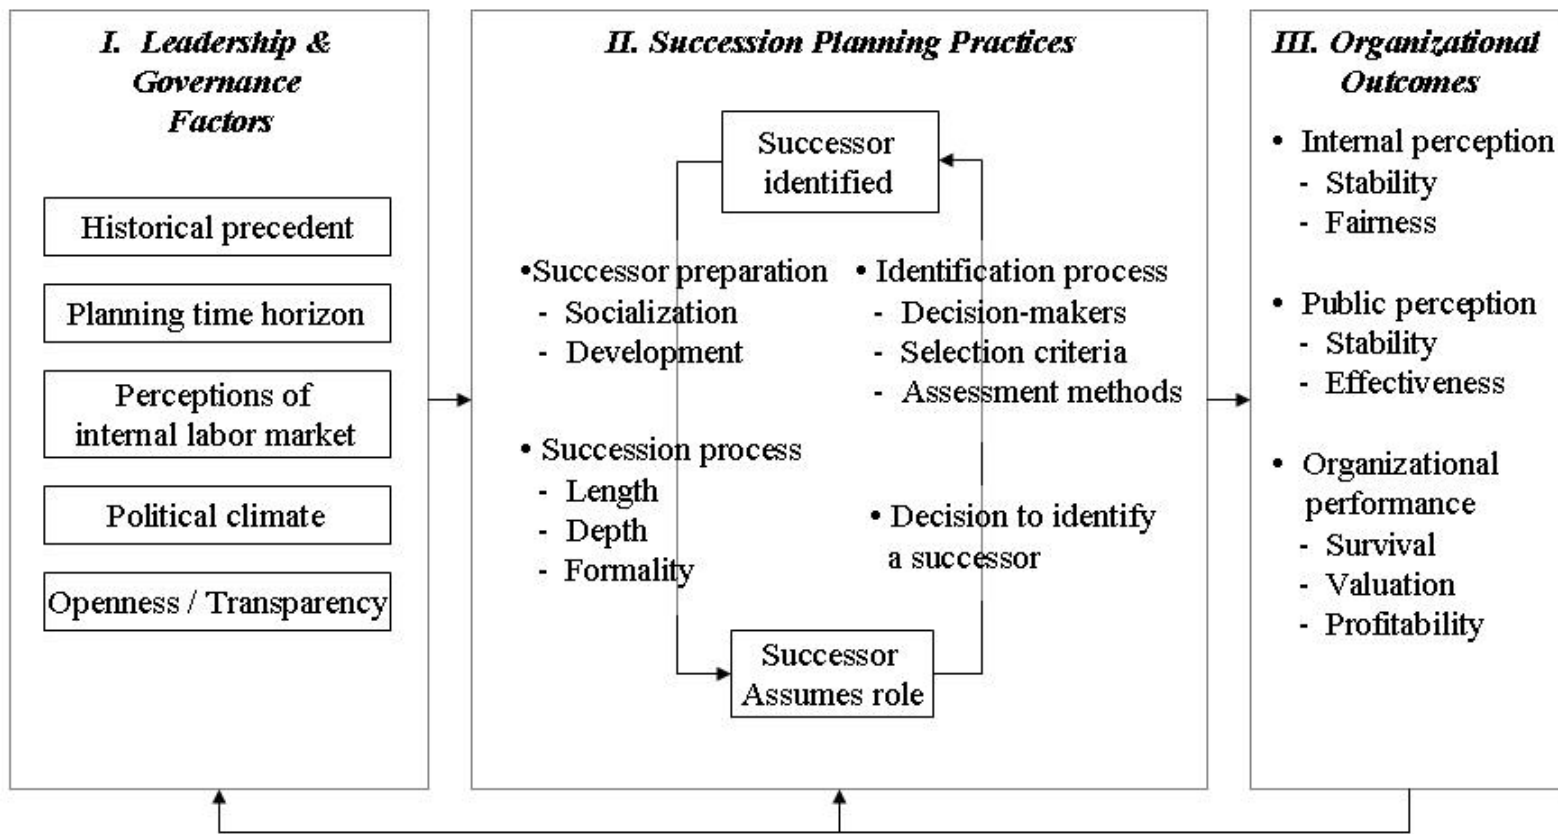 I. Leadership &
Governance
Factors
Historical precedent
Planning time horizon
Perceptions of
internal labor market
Political climate
Openness / Transparency
II. Succession Planning Practices
Successor
identified
•Successor preparation
- Socialization
- Development
• Succession process
- Length
- Depth
- Formality
• Identification process
- Decision-makers
- Selection criteria
- Assessment methods
• Decision to identify
a successor
Successor
Assumes role
III. Organizational
Outcomes
• Internal perception
- Stability
- Fairness
• Public perception
- Stability
- Effectiveness
• Organizational
performance
- Survival
- Valuation
- Profitability